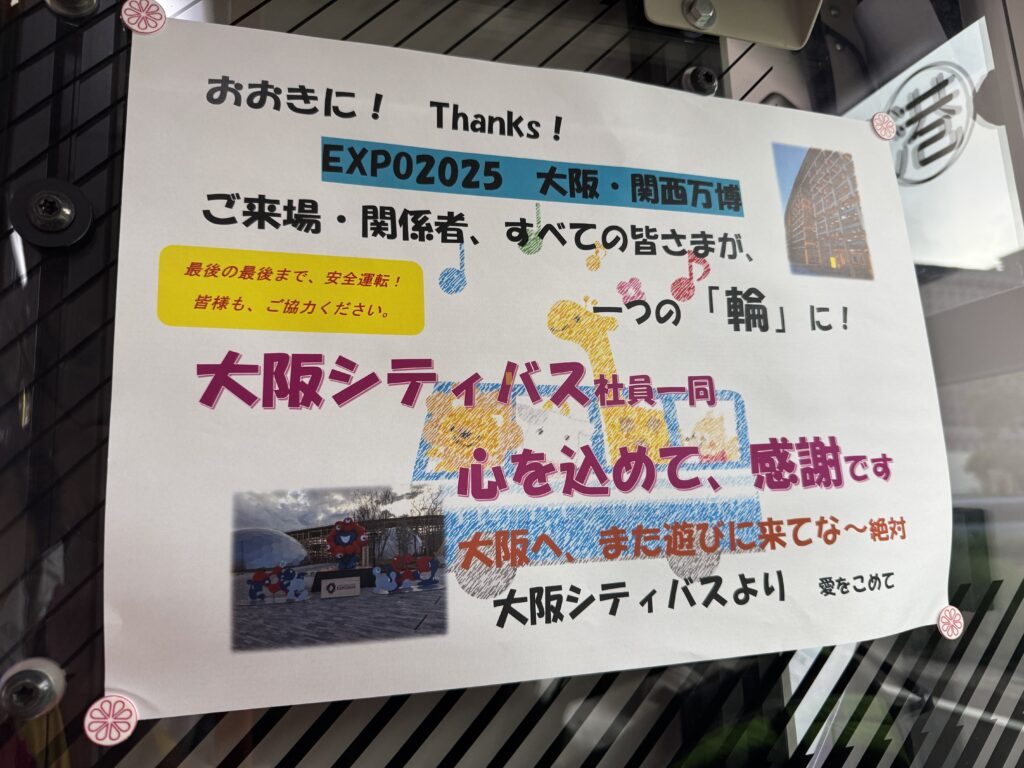 おおきに！ Thanks！
EXPO2025 大阪・関西万博
ご来場・関係者、すべての皆さまが、
一つの「輪」に！
最後の最後まで、安全運転！
皆様も、ご協力ください。
大阪シティバス社員一同
心を込めて、感謝です
大阪へ、また遊びに来てな～絶対
大阪シティバスより 愛をこめて
港